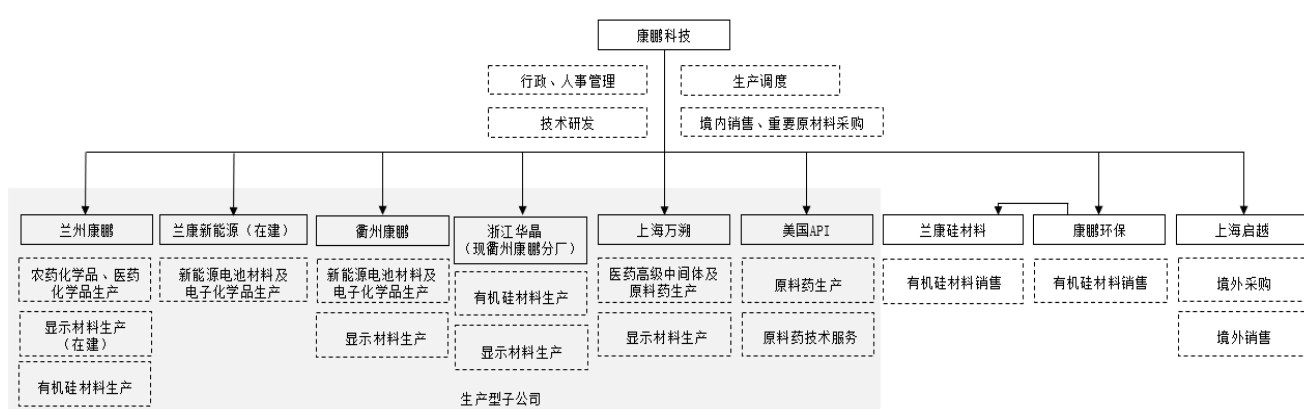 康鹏科技
行政、人事管理
生产调度
技术研发
境内销售、重要原材料采购
兰州康鹏
兰康新能源（在建）
衢州康鹏
浙江华晶
（现衢州康鹏分厂）
上海万溯
美国API
兰康硅材料
康鹏环保
上海启越
农药化学品、医药
化学品生产
新能源电池材料及
电子化学品生产
新能源电池材料及
电子化学品生产
有机硅材料生产
医药高级中间体及
原料药生产
原料药生产
有机硅材料销售
有机硅材料销售
境外采购
显示材料生产
（在建）
显示材料生产
显示材料生产
显示材料生产
原料药技术服务
境外销售
有机硅材料生产
生产型子公司